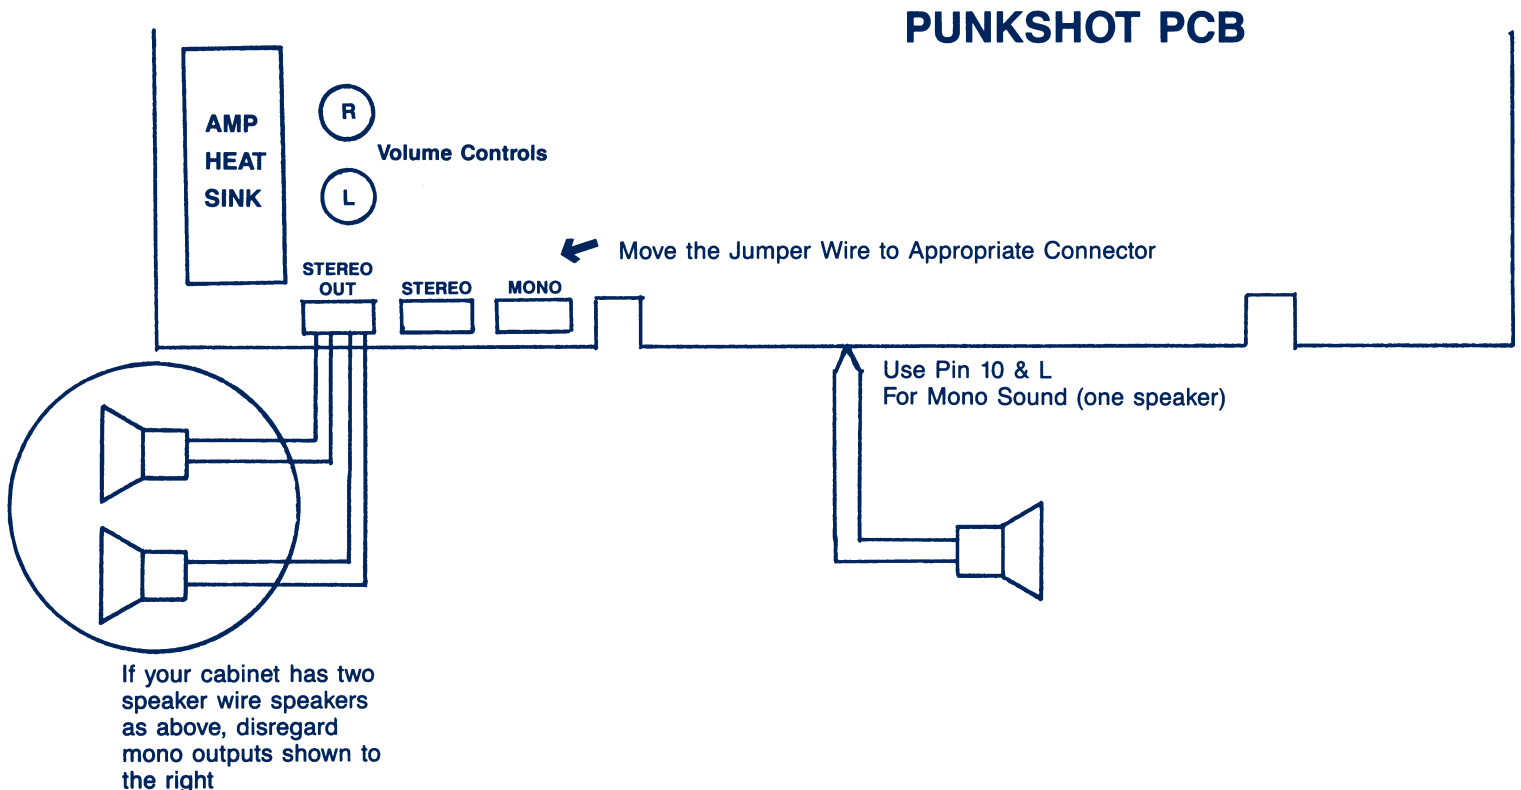 PUNKSHOT PCB
AMP
HEAT
SINK
R
Volume Controls
L
Move the Jumper Wire to Appropriate Connector
STEREO
OUT
STEREO
MONO
Use Pin 10 & L
For Mono Sound (one speaker)
If your cabinet has two
speaker wire speakers
as above, disregard
mono outputs shown to
the right